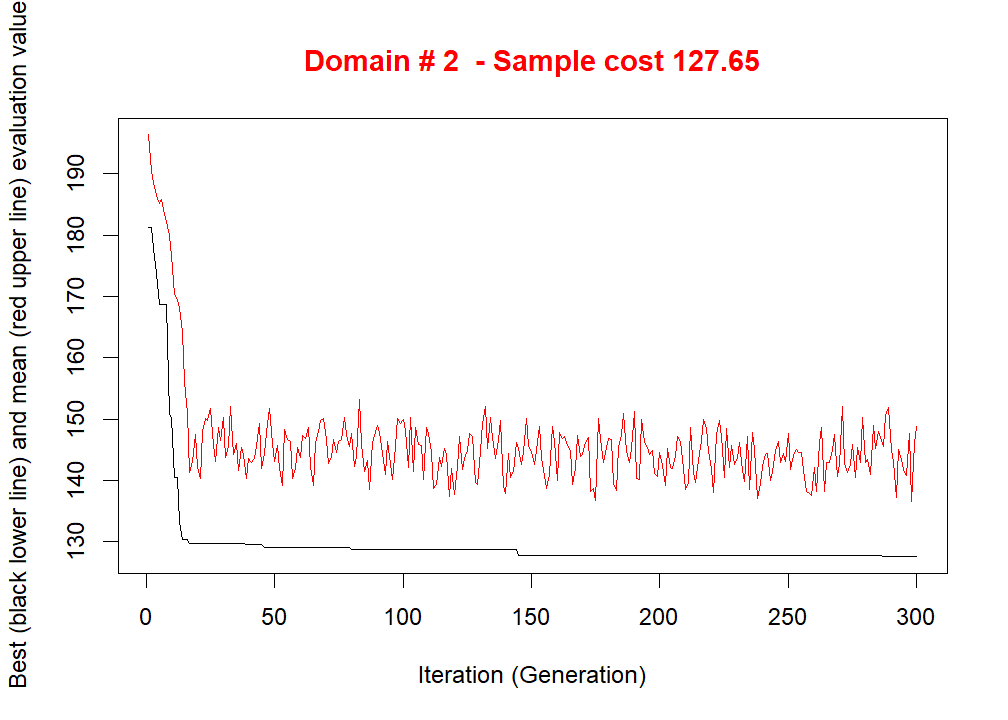 Domain # 2  - Sample cost 127.65
Best (black lower line) and mean (red upper line) evaluation value
190
180
170
160
150
140
130
0 50 100 150 200 250 300
Iteration (Generation)